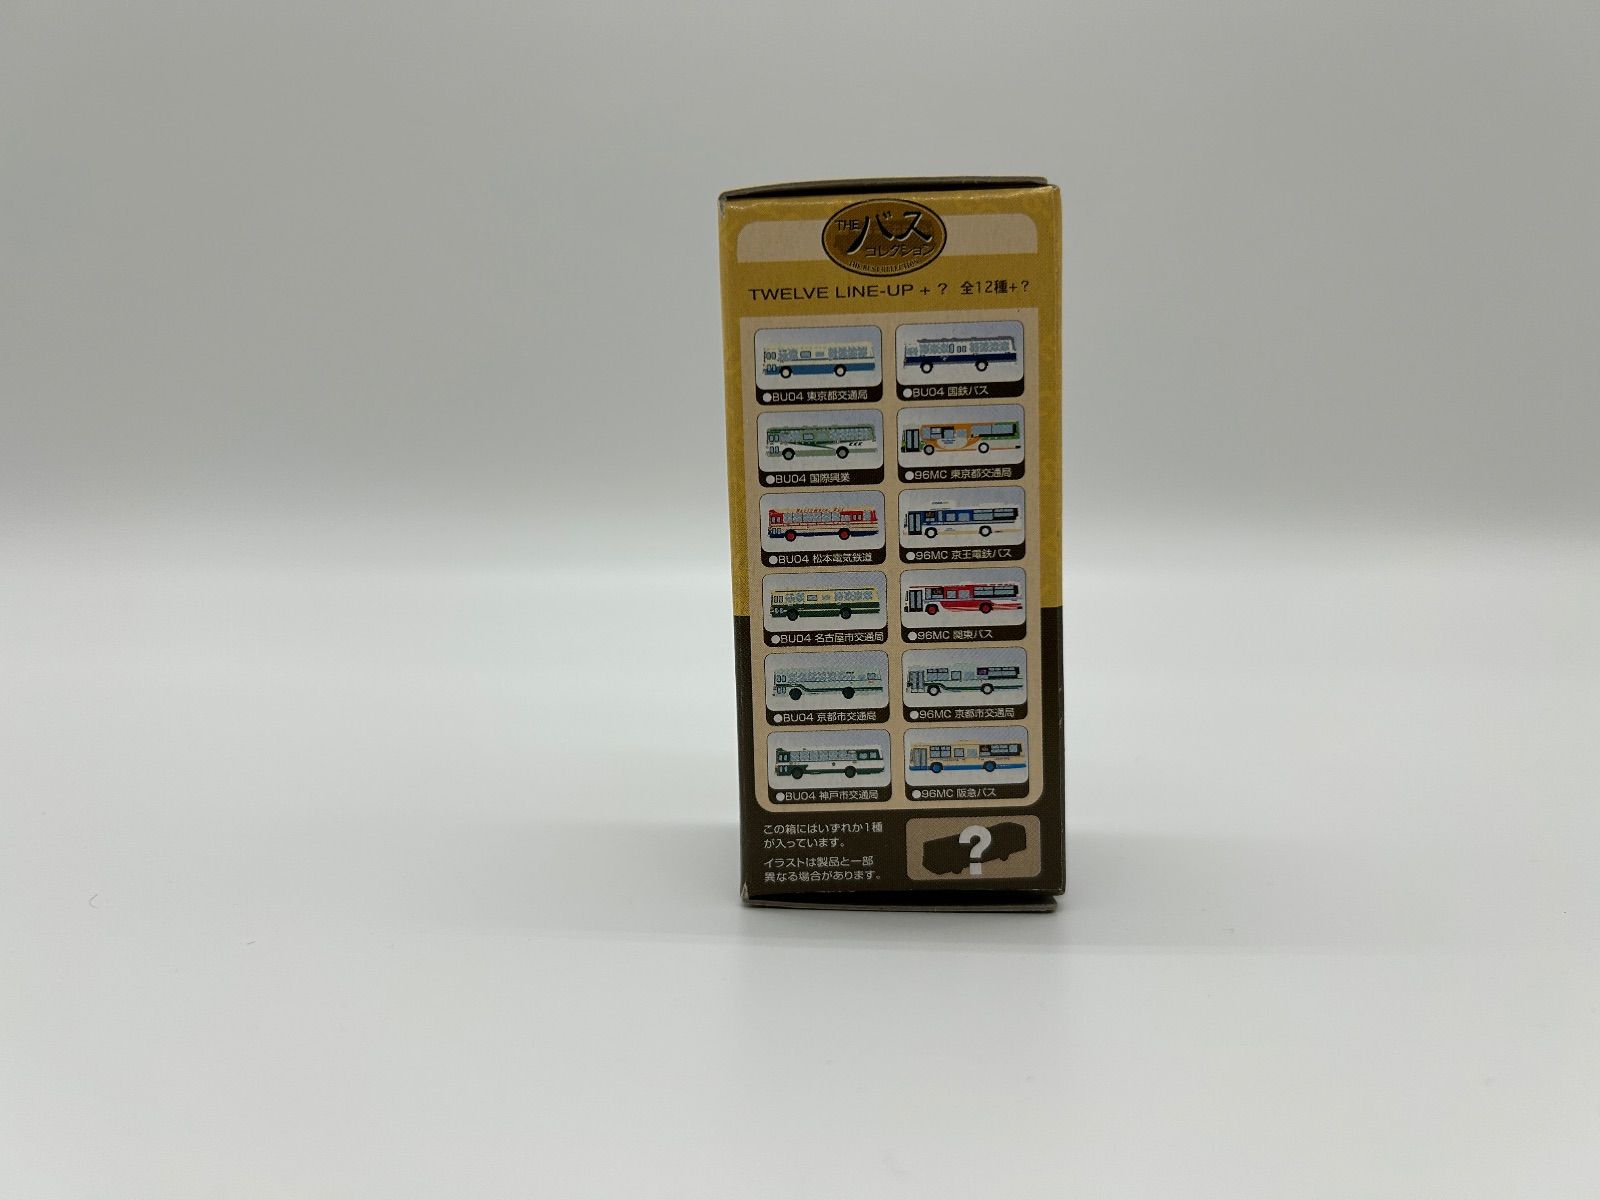 THE バス
コレクション
THE BEST SELECTION
TWELVE LINE-UP + ? 全12種+?
●BU04 東京都交通局
●BU04 国鉄バス
●BU04 国際興業
●96MC 東京都交通局
●BU04 松本電気鉄道
●96MC 京王電鉄バス
●BU04 名古屋市交通局
●96MC 関東バス
●BU04 京都市交通局
●96MC 京都市交通局
●BU04 神戸市交通局
●96MC 阪急バス
この箱にはいずれか1種
が入っています。
イラストは製品と一部
異なる場合があります。
?